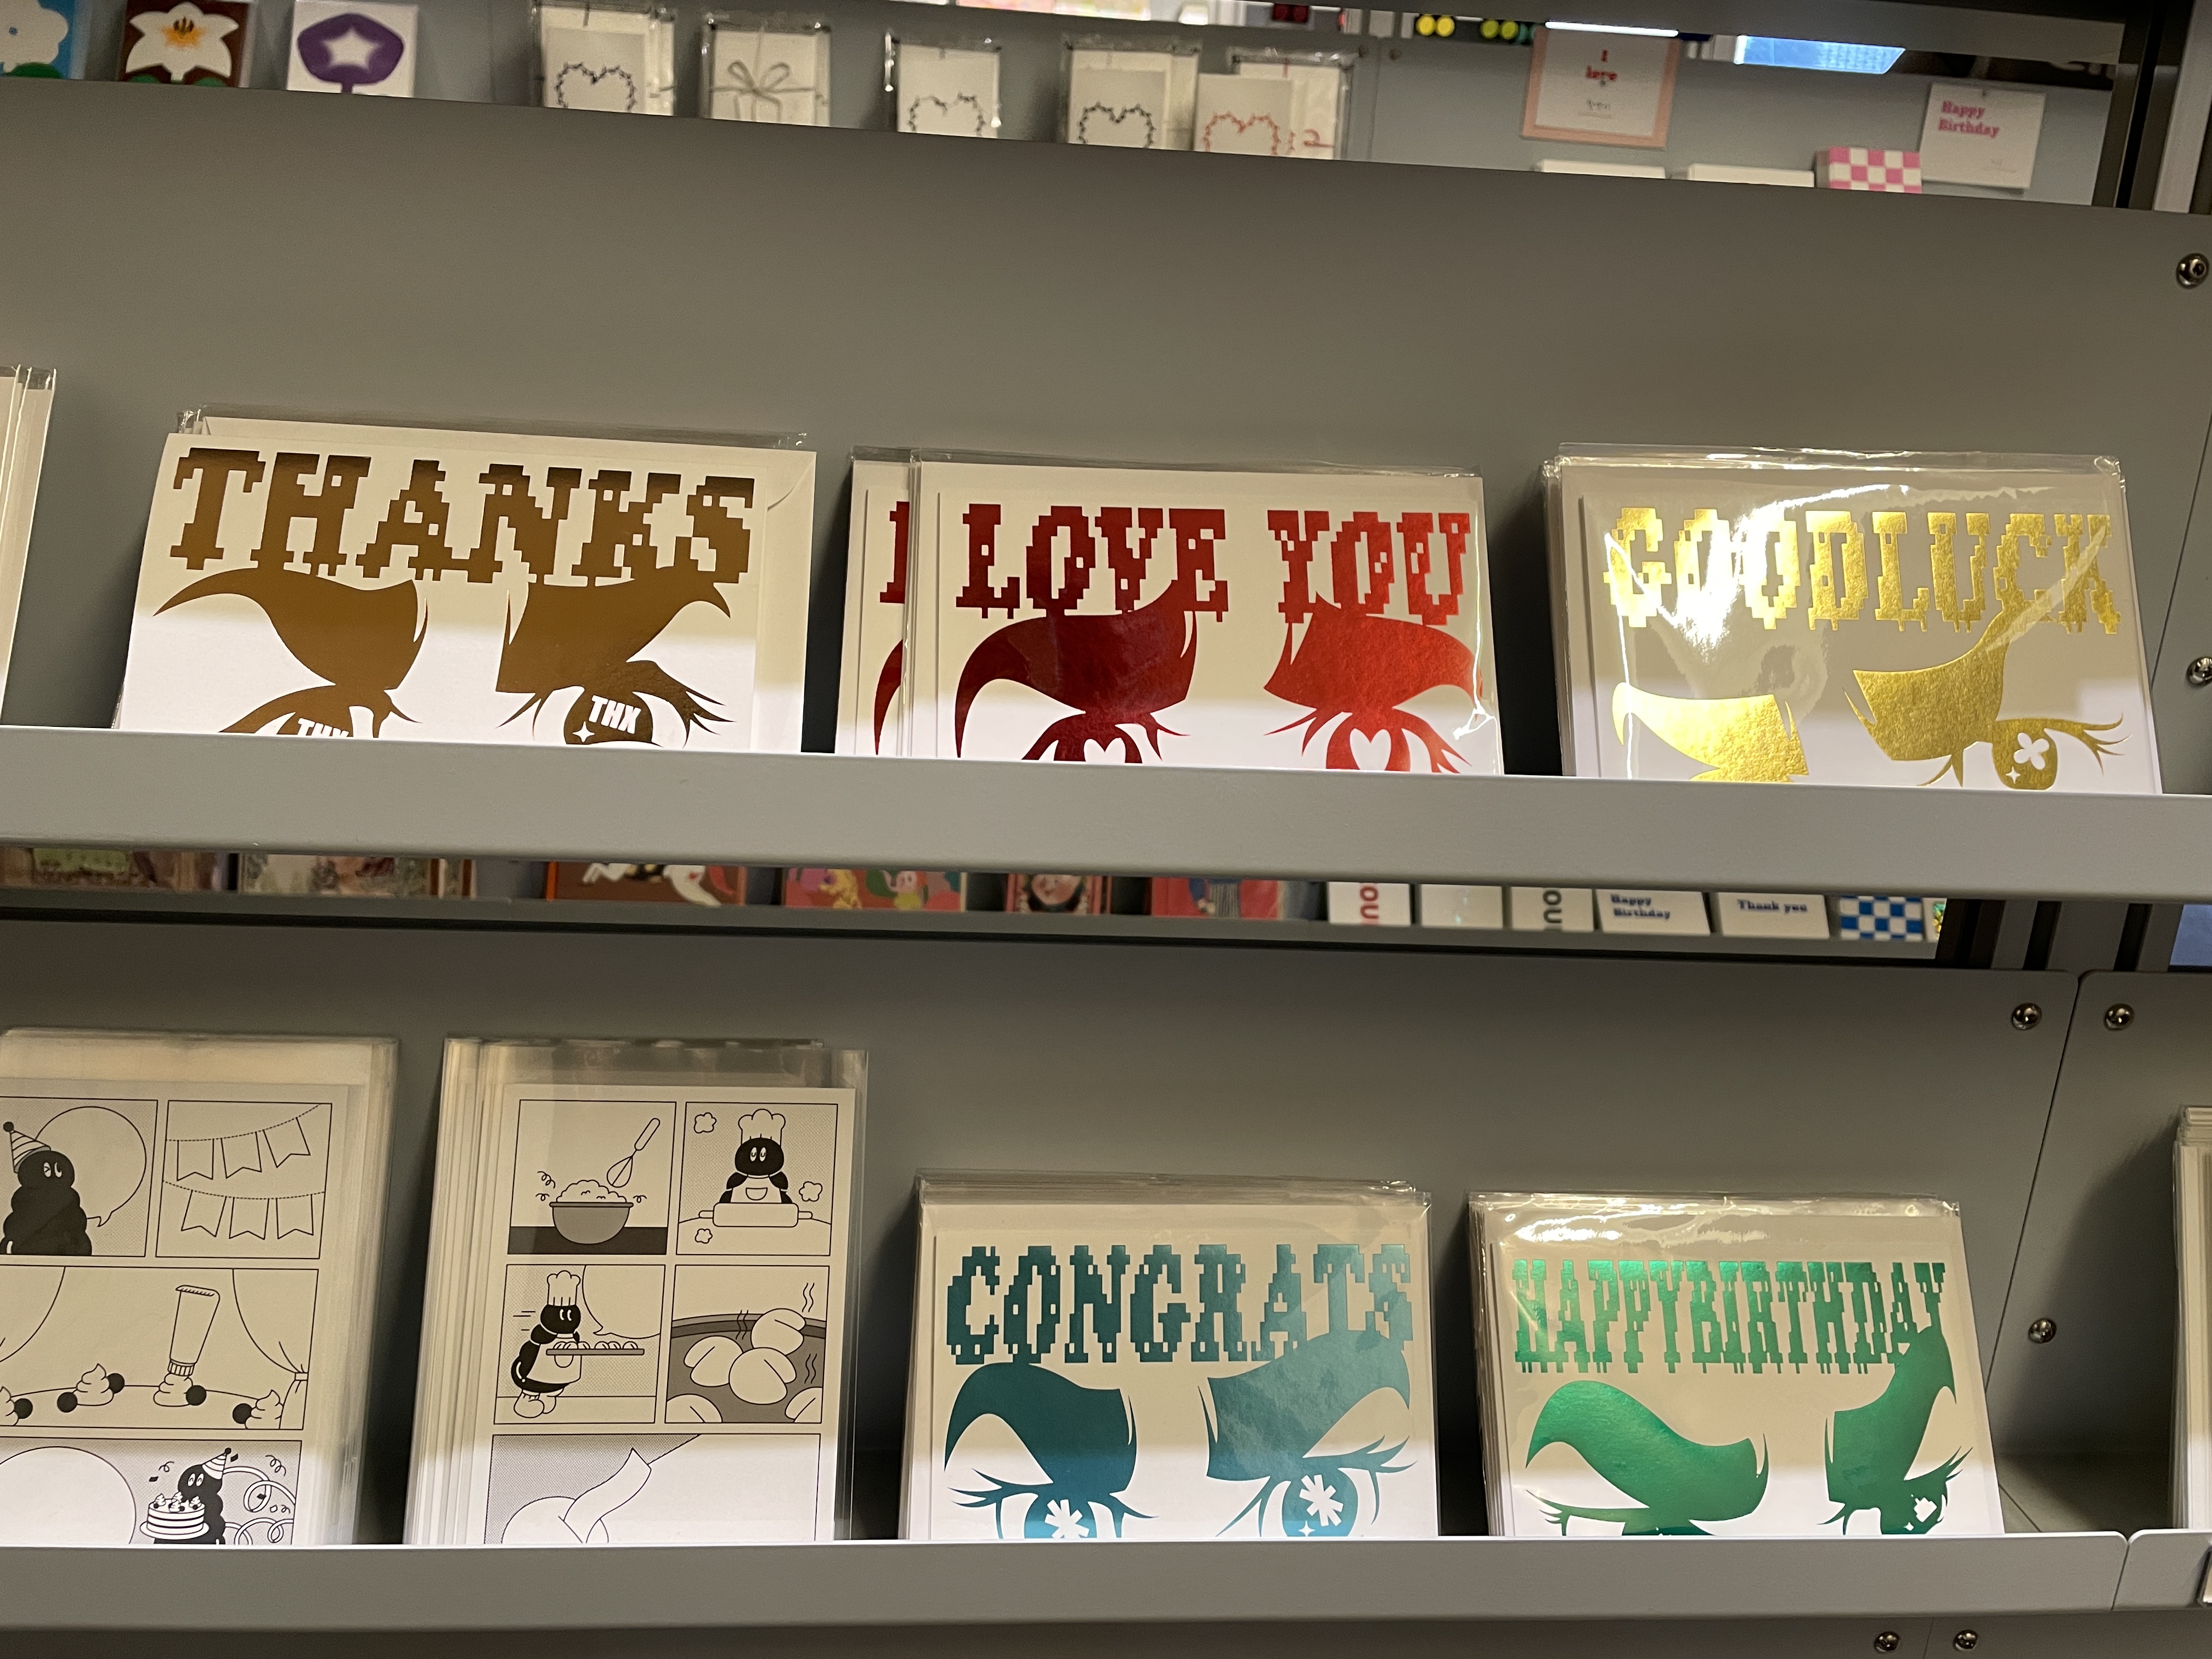 I
love
Happy
Birthday
THANKS
THX
THX
LOVE YOU
GOODLUCK
Happy
Birthday
Thank you
CONGRATS
HAPPYBIRTHDAY